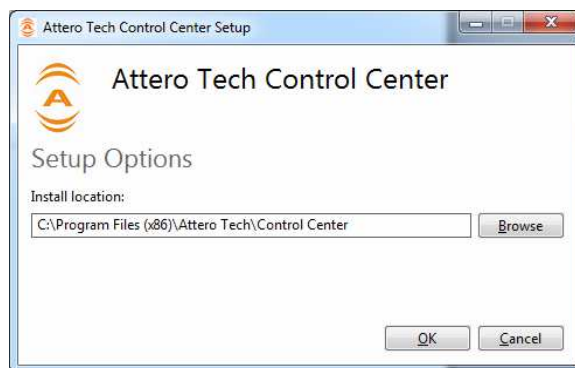 Attero Tech Control Center Setup
A
Attero Tech Control Center
Setup Options
Install location:
C:\Program Files (x86)\Attero Tech\Control Center
Browse
OK
Cancel